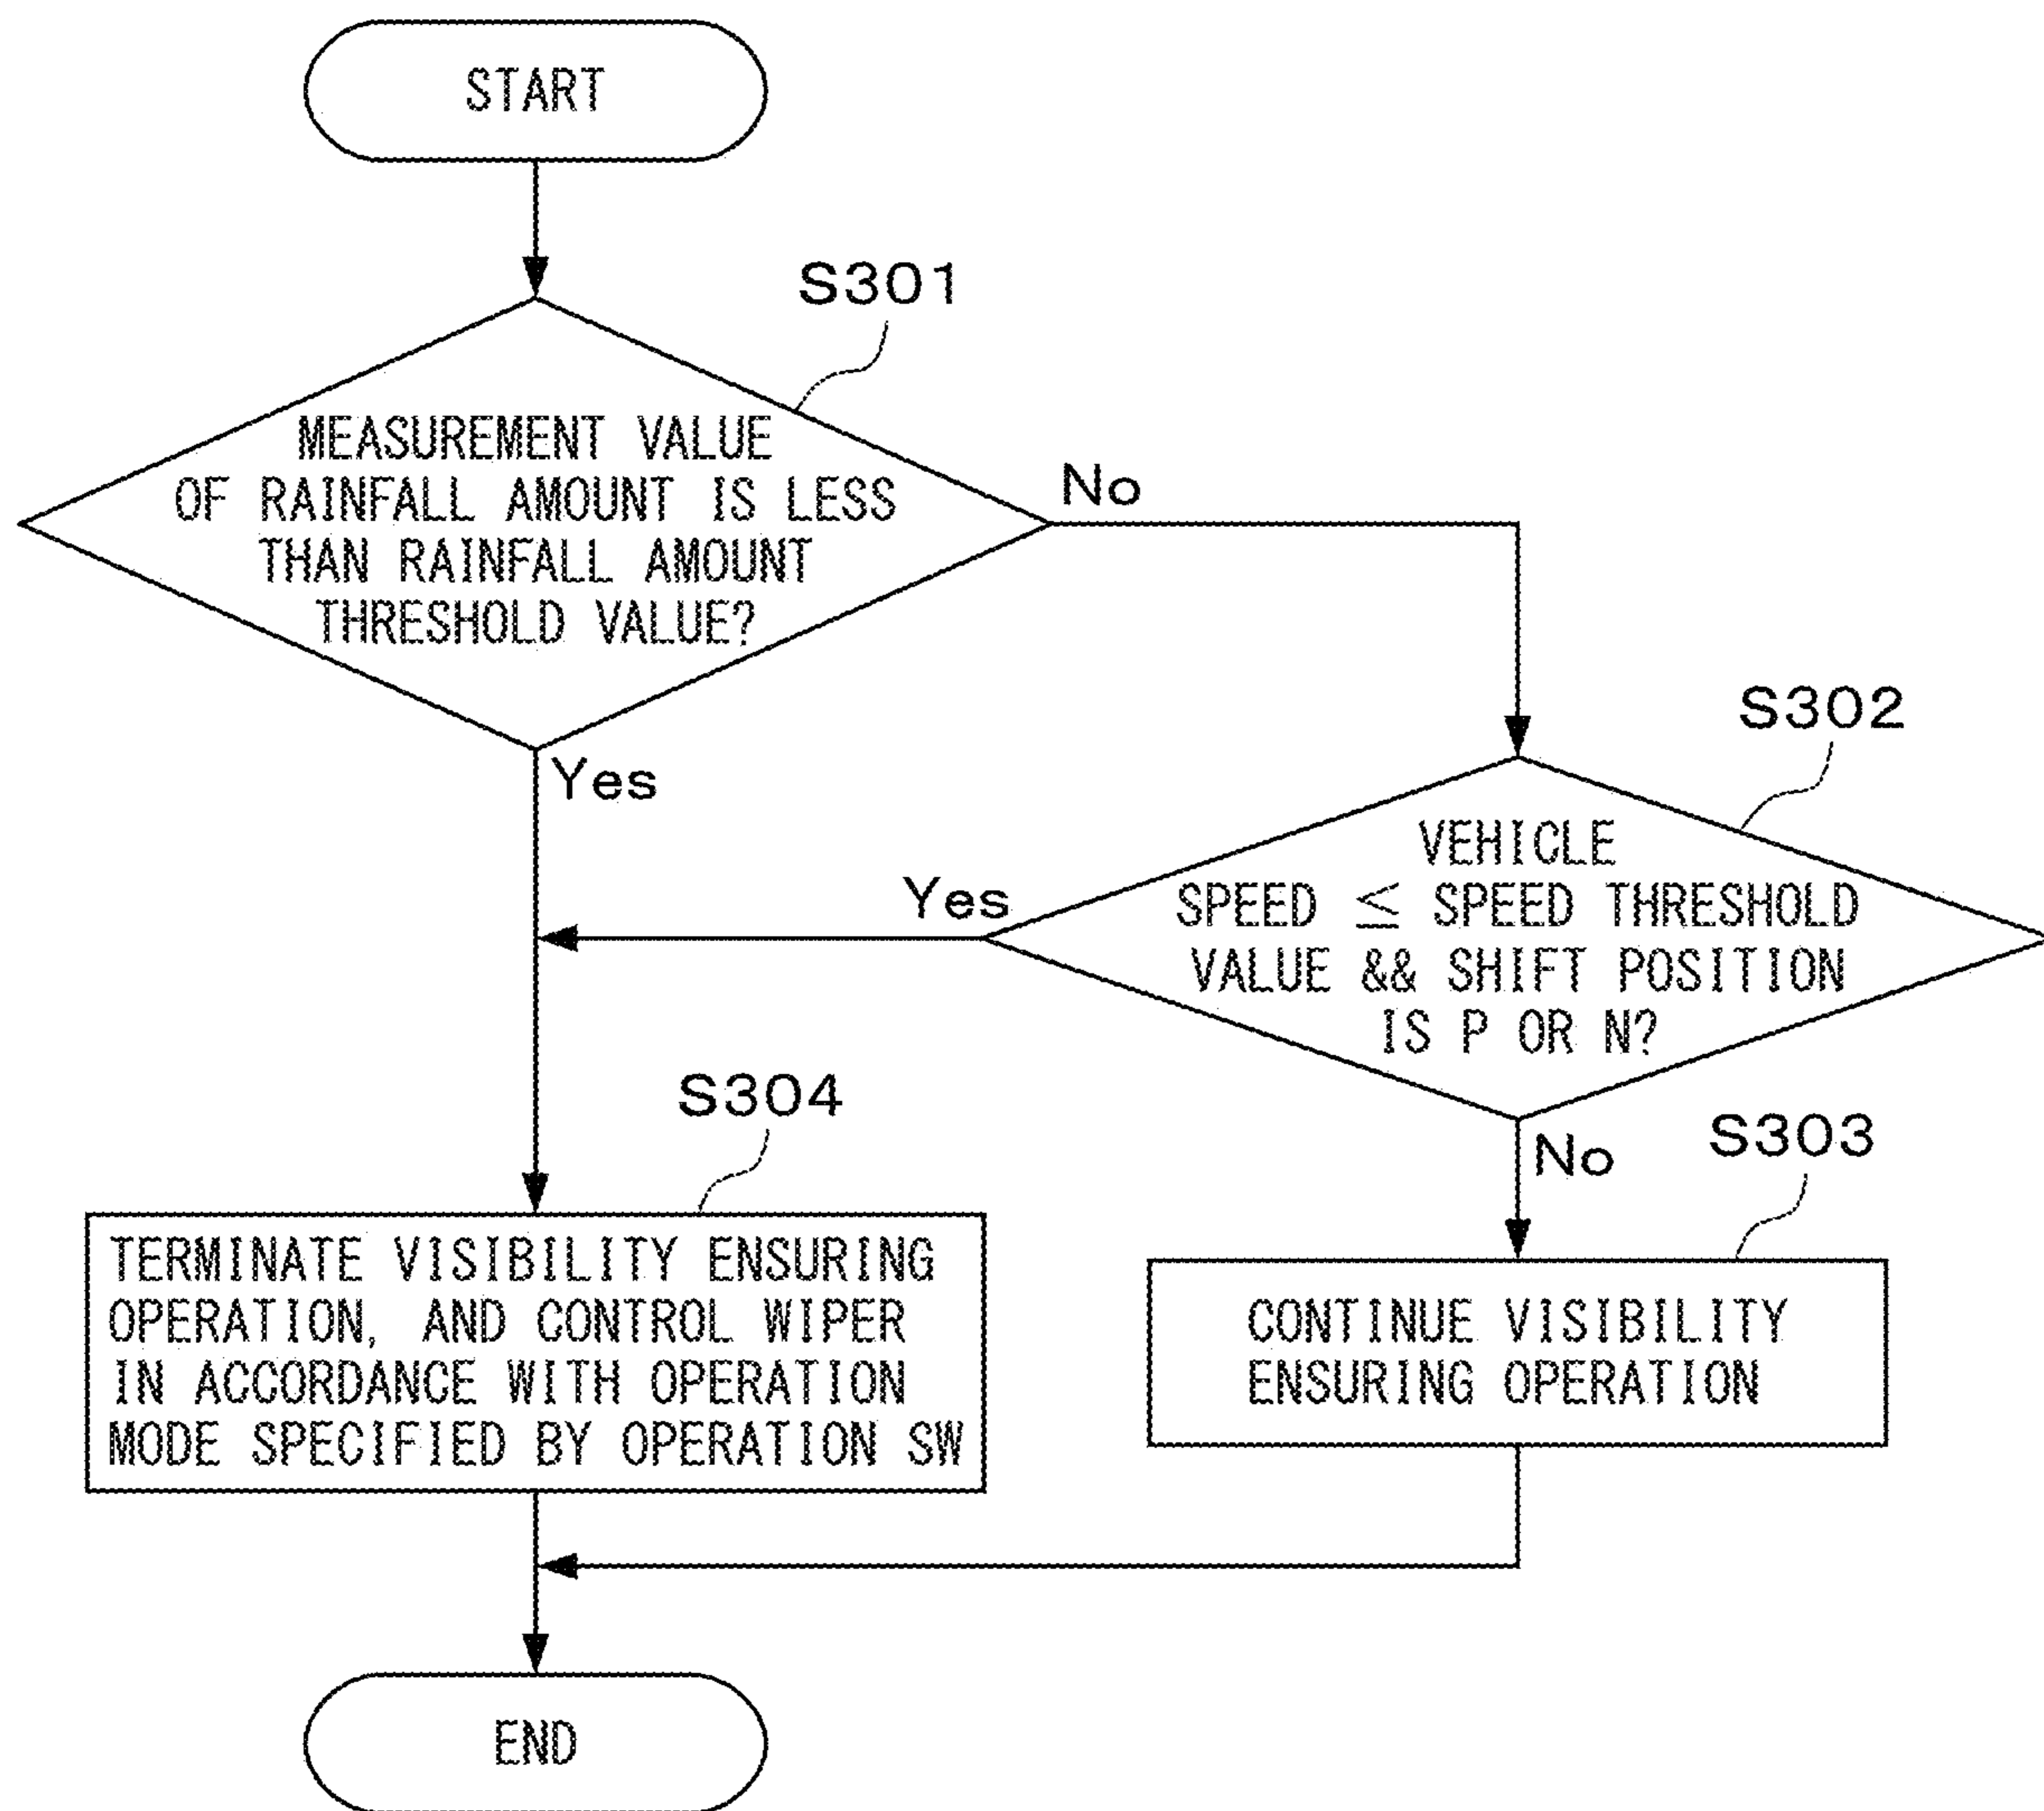 START
S301
MEASUREMENT VALUE
OF RAINFALL AMOUNT IS LESS
THAN RAINFALL AMOUNT
THRESHOLD VALUE?
No
Yes
S302
VEHICLE
SPEED ≤ SPEED THRESHOLD
VALUE && SHIFT POSITION
IS P OR N?
Yes
No
S304
TERMINATE VISIBILITY ENSURING
OPERATION, AND CONTROL WIPER
IN ACCORDANCE WITH OPERATION
MODE SPECIFIED BY OPERATION SW
S303
CONTINUE VISIBILITY
ENSURING OPERATION
END